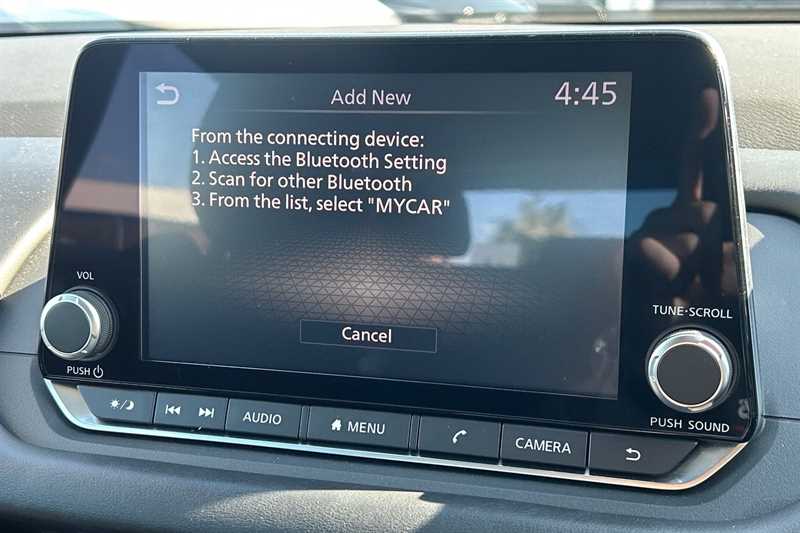 Add New
4:45
From the connecting device:
1. Access the Bluetooth Setting
2. Scan for other Bluetooth
3. From the list, select "MYCAR"
Cancel
VOL
PUSH
TUNE·SCROLL
PUSH SOUND
AUDIO
MENU
CAMERA